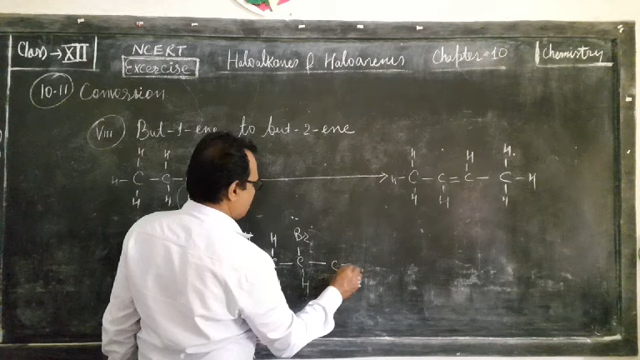 Class → XII NCERT Haloalkanes & Haloarenes Chapter=10 Chemistry
Excercise
10.11 Conversion
VIII But-1-ene to but-2-ene
H H H H
H-C-C → H-C-C=C-C-H
H H H H H
H Br
-C-C
H